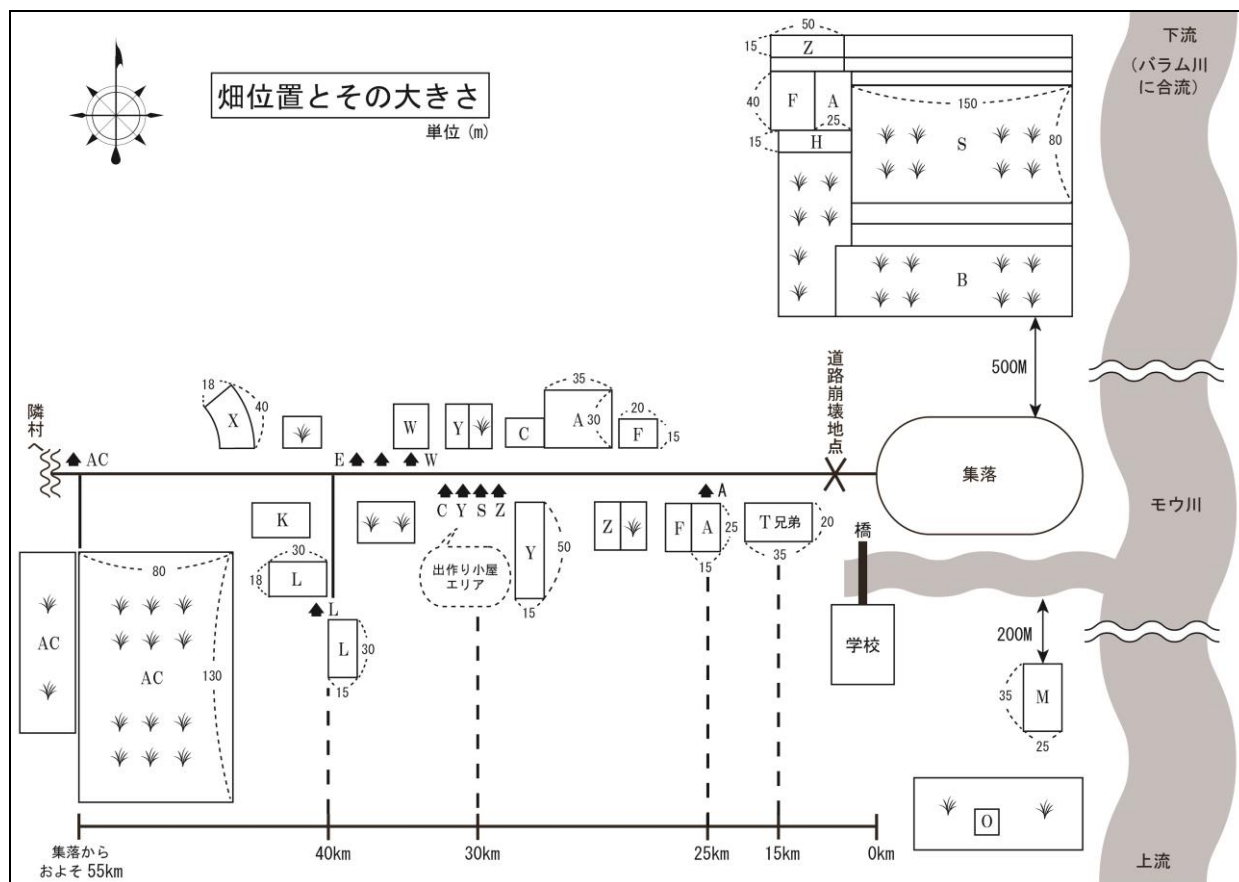 畑位置とその大きさ
単位 (m)
50
15
Z
40
F
A
25
15
H
150
S
80
B
500M
下流
(バラム川
に合流)
モウ川
上流
道路崩壊地点
集落
橋
学校
200M
35
M
25
O
隣村へ
AC
18
X
40
E
W
W
Y
C
35
A
30
20
F
15
K
30
18
L
L
L
30
15
C Y S Z
出作り小屋
エリア
Y
50
15
Z
A
F
A
25
15
T兄弟
20
35
AC
80
AC
130
集落から
およそ 55km
40km
30km
25km
15km
0km